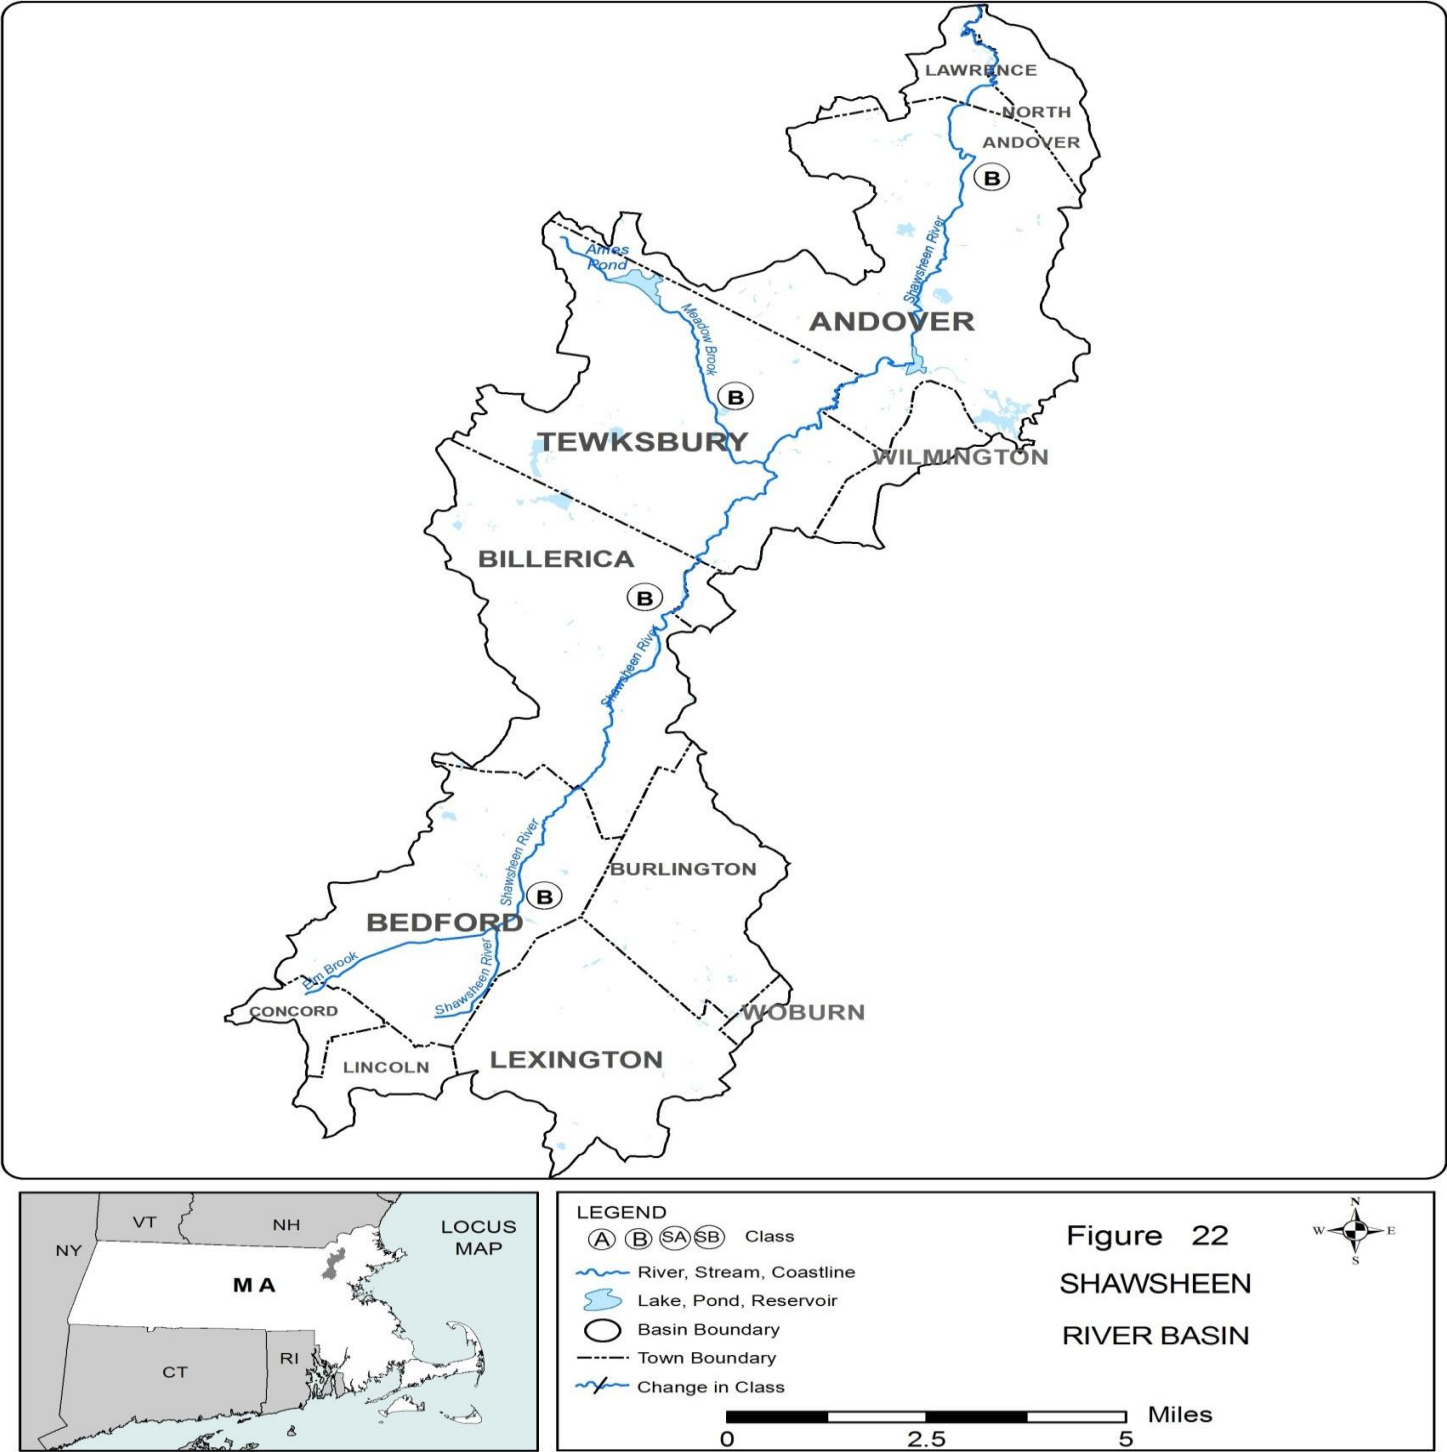 LAWRENCE
NORTH
ANDOVER
B
Shawsheen River
Ames
Pond
Meadow Brook
ANDOVER
B
TEWKSBURY
WILMINGTON
BILLERICA
B
Shawsheen River
Shawsheen River
BURLINGTON
B
BEDFORD
Elm Brook
Shawsheen River
CONCORD
WOBURN
LEXINGTON
LINCOLN
VT
NH
NY
LOCUS
MAP
MA
CT
RI
LEGEND
A B SA SB Class
River, Stream, Coastline
Lake, Pond, Reservoir
Basin Boundary
Town Boundary
Change in Class
Figure 22
SHAWSHEEN
RIVER BASIN
N
W E
S
Miles
0 2.5 5